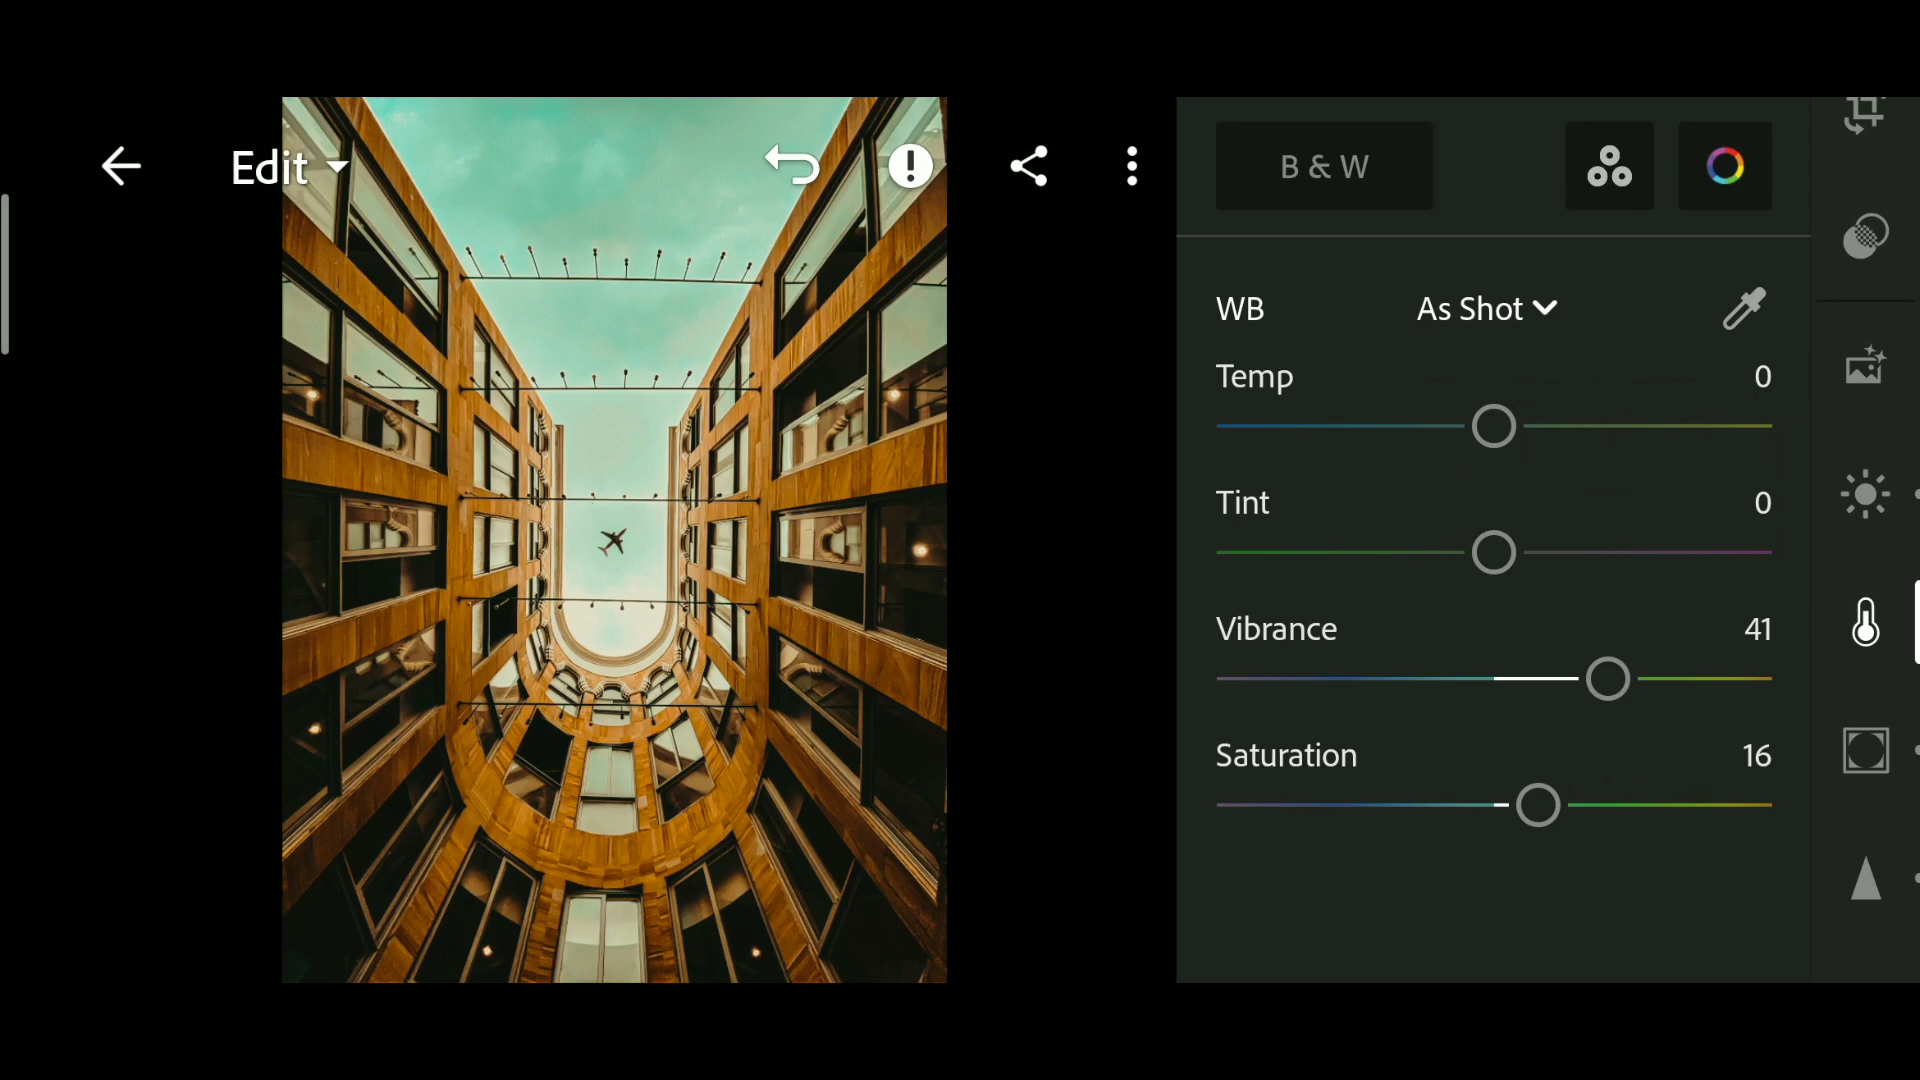 Edit
B & W
WB As Shot
Temp 0
Tint 0
Vibrance 41
Saturation 16